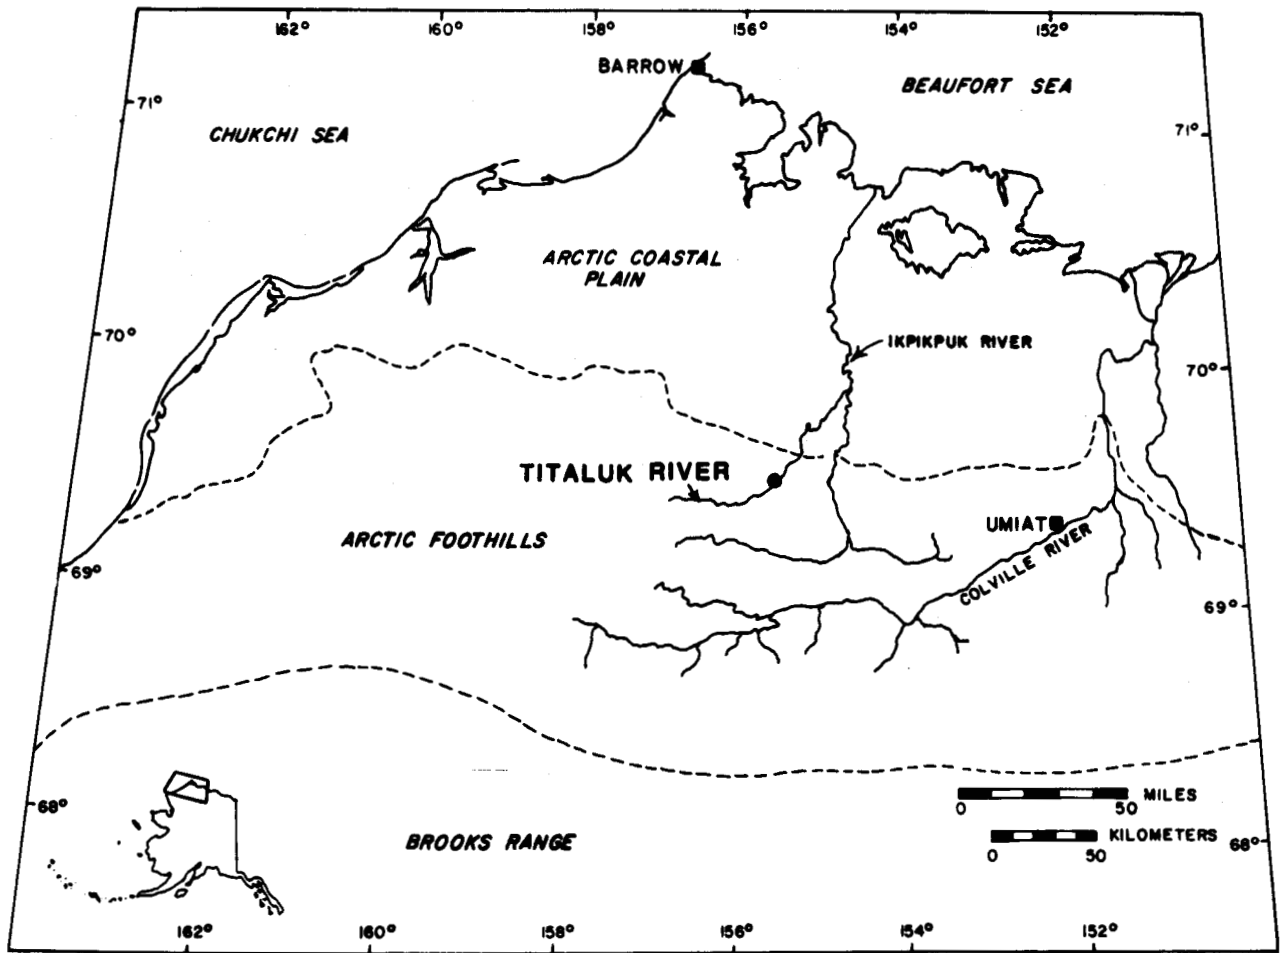 162° 160° 158° 156° 154° 152°
BARROW
BEAUFORT SEA
71°
CHUKCHI SEA
71°
ARCTIC COASTAL
PLAIN
70°
IKPIKPUK RIVER
70°
TITALUK RIVER
UMIAT
ARCTIC FOOTHILLS
COLVILLE RIVER
69°
69°
MILES
0 50
68°
KILOMETERS
BROOKS RANGE
68°
0 50
162° 160° 158° 156° 154° 152°